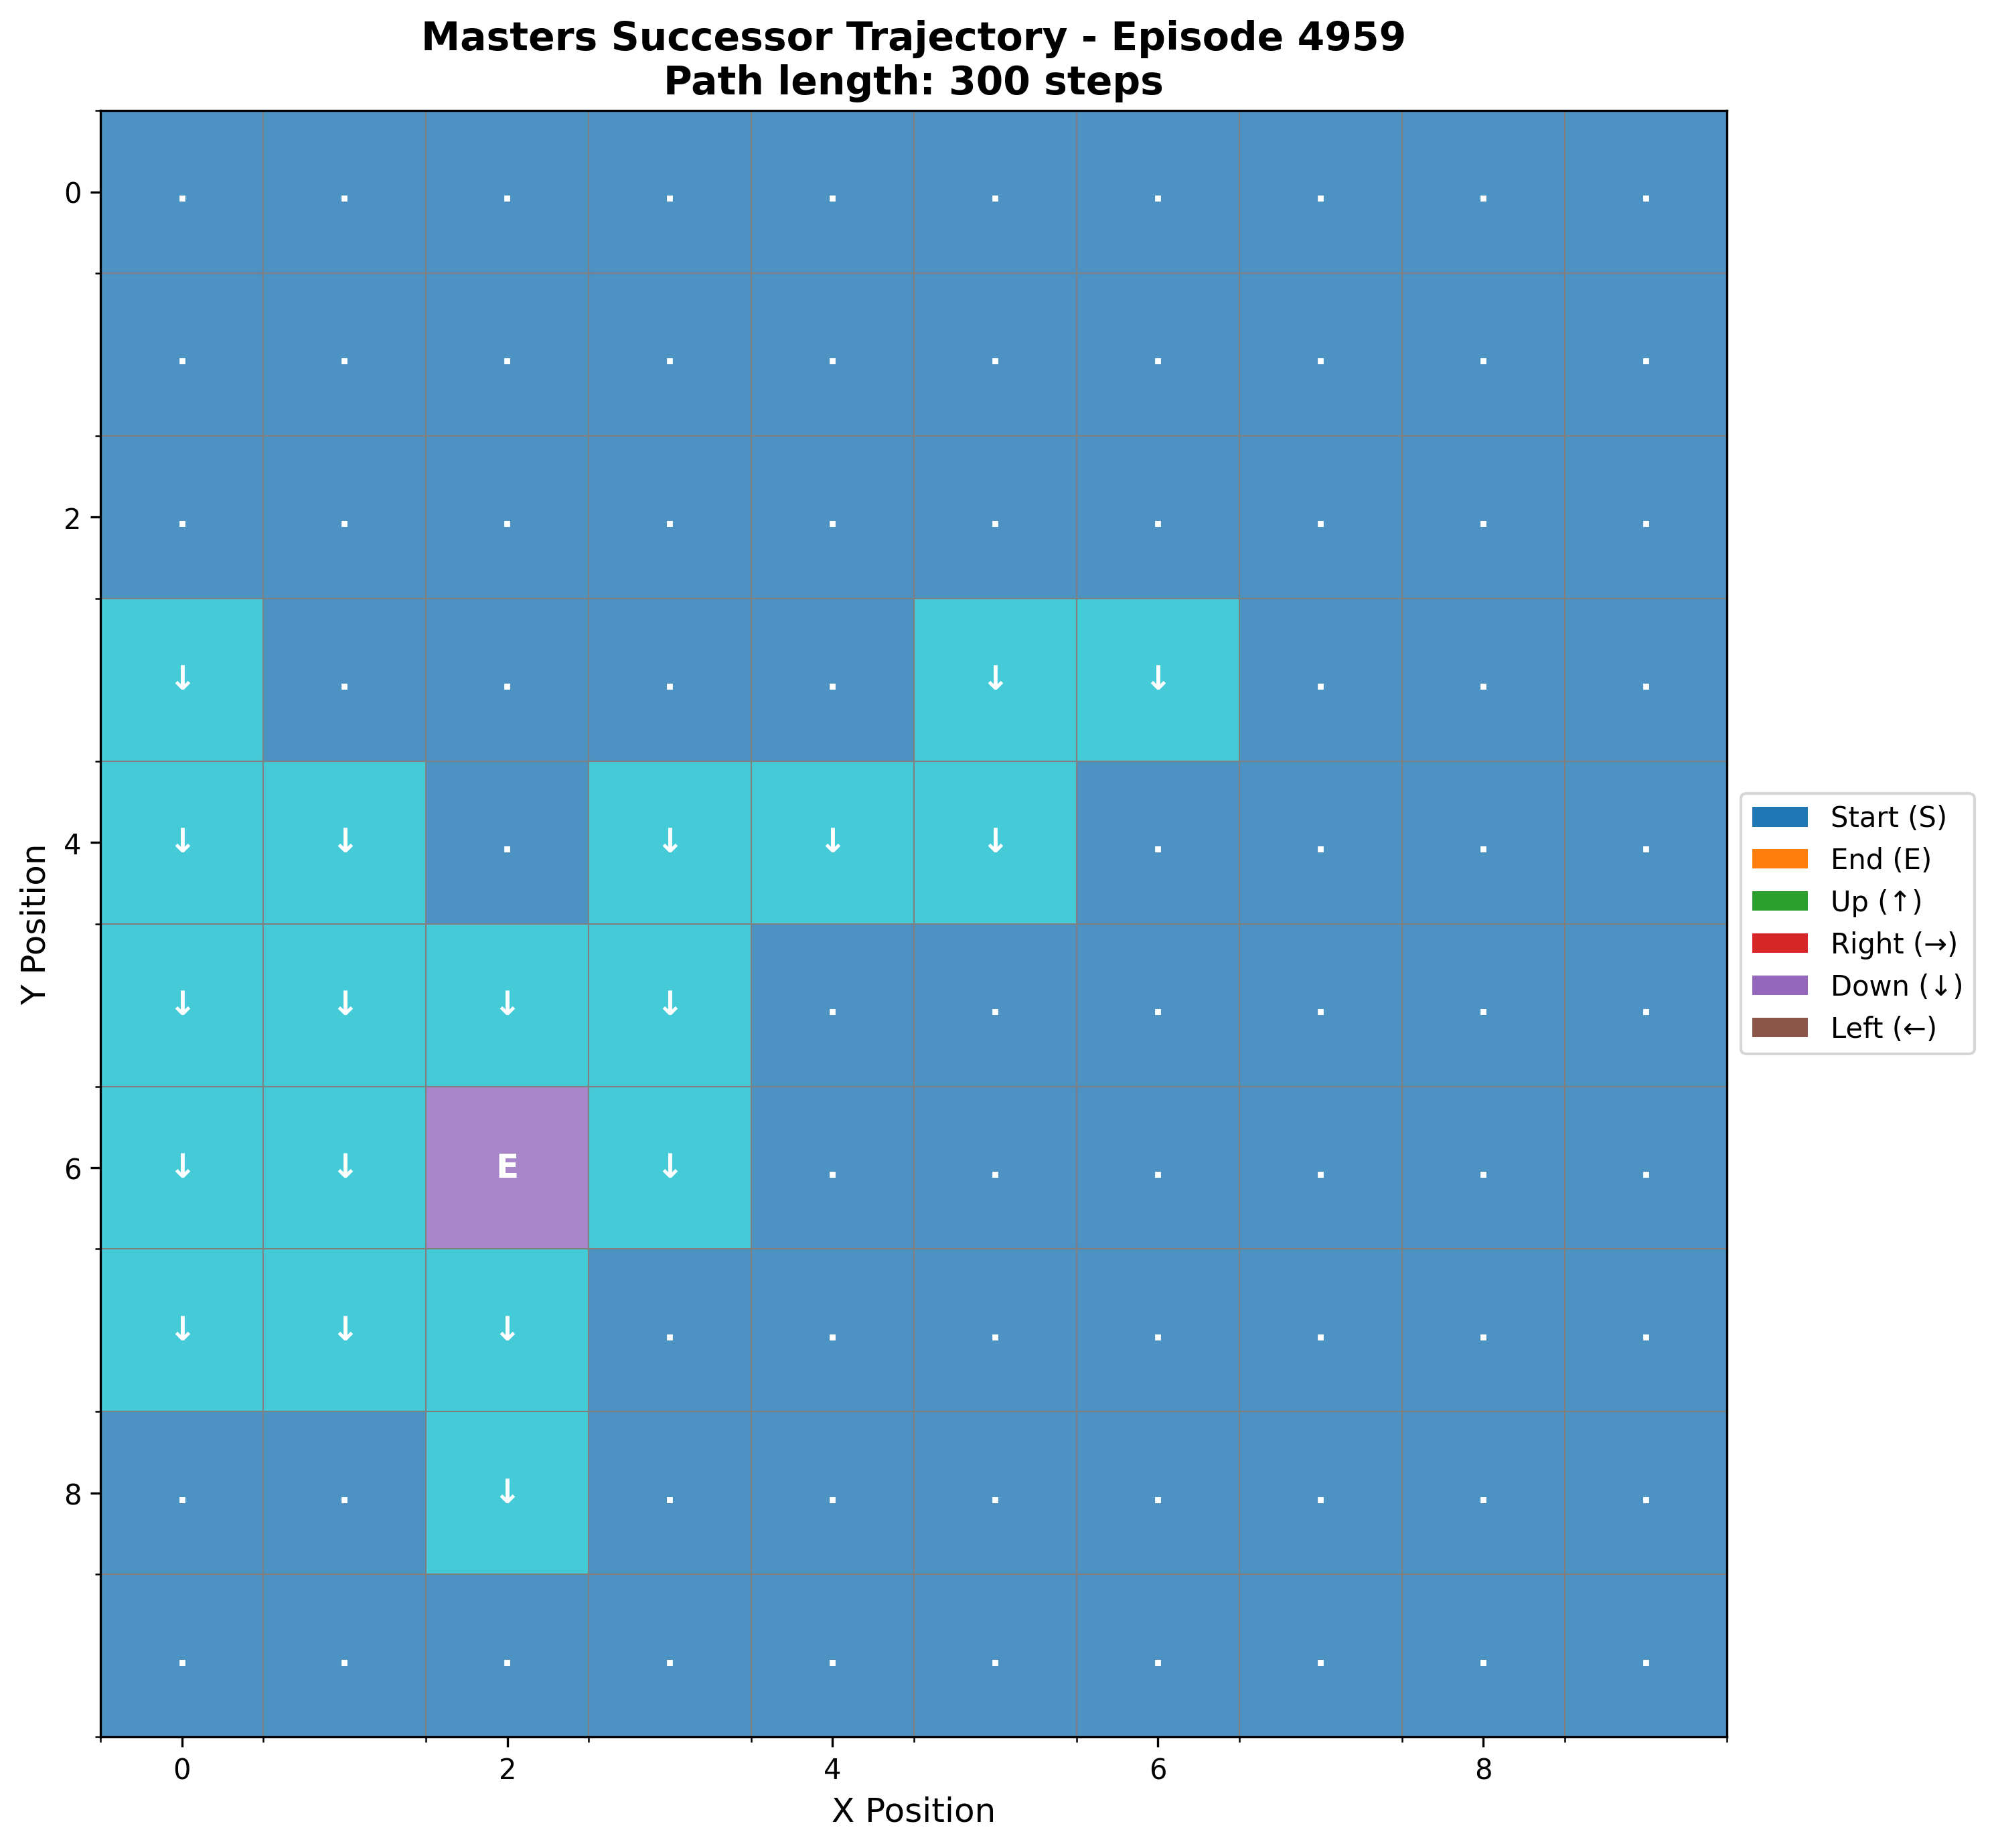 Masters Successor Trajectory - Episode 4959
Path length: 300 steps
0 . . . . . . . . . .
. . . . . . . . . .
2 . . . . . . . . . .
↓ . . . . ↓ ↓ . . .
4 ↓ ↓ . ↓ ↓ ↓ . . . .
↓ ↓ ↓ ↓ . . . . . .
6 ↓ ↓ E ↓ . . . . . .
↓ ↓ ↓ . . . . . . .
8 . . ↓ . . . . . . .
. . . . . . . . . .
0 2 4 6 8
X Position
Y Position
Start (S)
End (E)
Up (↑)
Right (→)
Down (↓)
Left (←)